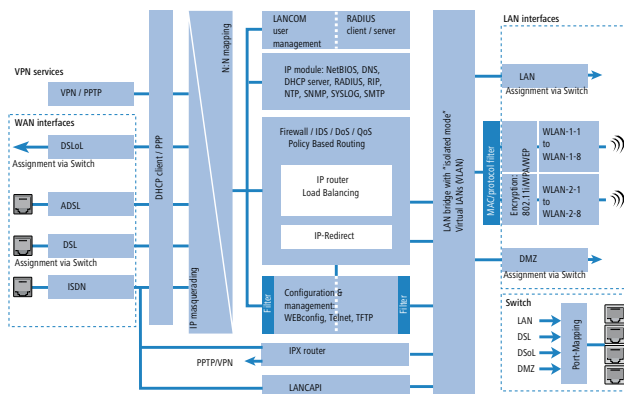 LANCOM
user
management
RADIUS
client / server
LAN interfaces
VPN services
VPN / PPTP
WAN interfaces
DSLoL
Assignment via Switch
ADSL
DSL
Assignment via Switch
ISDN
DHCP client / PPP
N:N mapping
IP masquerading
IP module: NetBIOS, DNS,
DHCP server, RADIUS, RIP,
NTP, SNMP, SYSLOG, SMTP
Firewall / IDS / DoS / QoS
Policy Based Routing
IP router
Load Balancing
IP-Redirect
Filter
Configuration &
management:
WEBconfig, Telnet, TFTP
Filter
IPX router
PPTP/VPN
LANCAPI
LAN bridge with "isolated mode"
Virtual LANs (VLAN)
LAN
Assignment via Switch
MAC/protocol filter
Encryption:
802.11i/WPA/WEP
WLAN-1-1
to
WLAN-1-8
WLAN-2-1
to
WLAN-2-8
DMZ
Assignment via Switch
Switch
LAN
DSL
DSoL
DMZ
Port-Mapping